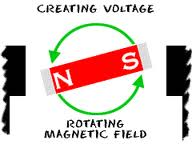 CREATING VOLTAGE
N S
ROTATING
MAGNETIC FIELD